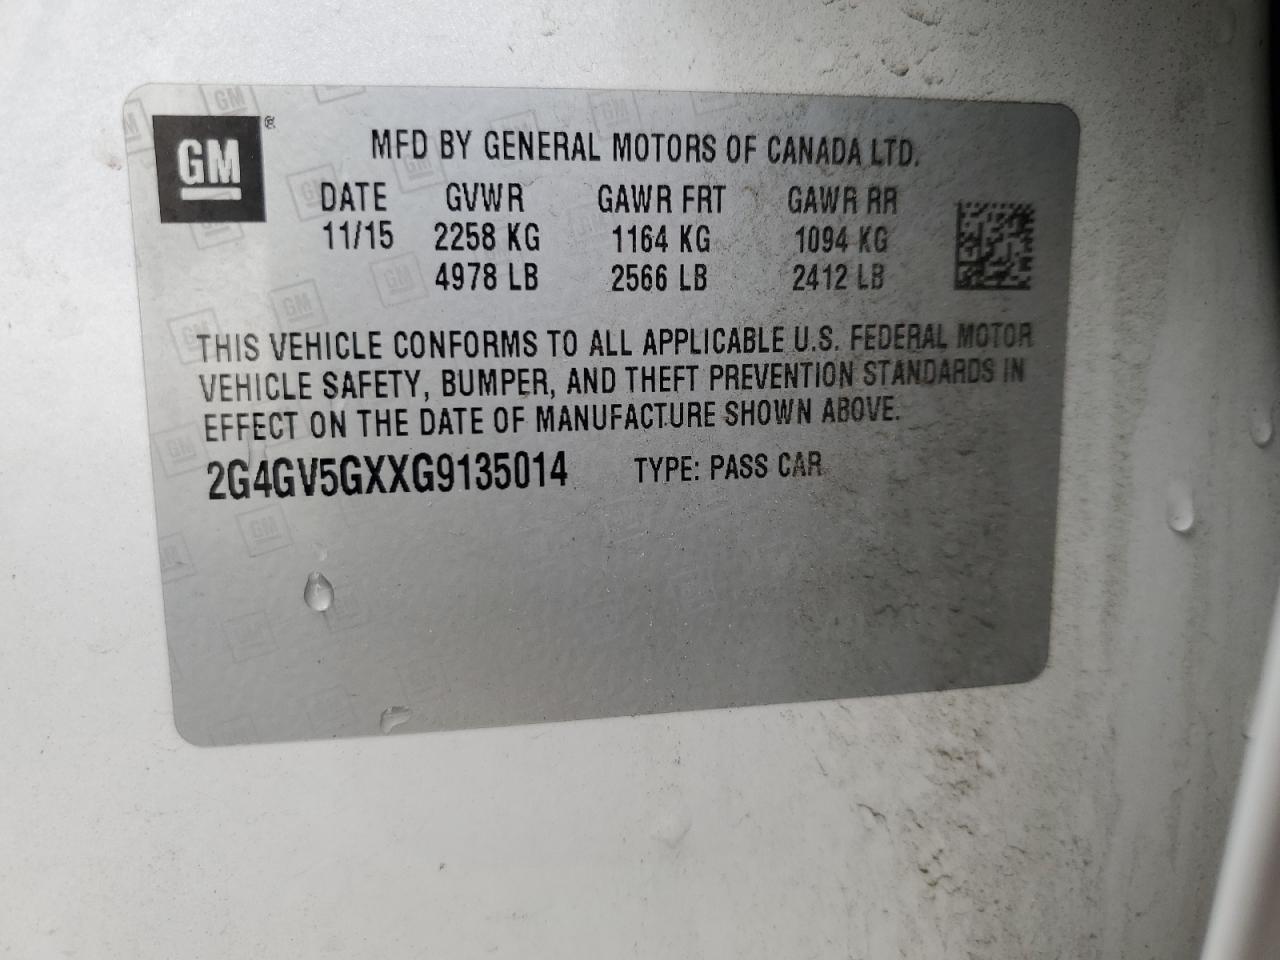 GM
MFD BY GENERAL MOTORS OF CANADA LTD.
DATE GVWR GAWR FRT GAWR RR
11/15 2258 KG 1164 KG 1094 KG
4978 LB 2566 LB 2412 LB
THIS VEHICLE CONFORMS TO ALL APPLICABLE U.S. FEDERAL MOTOR
VEHICLE SAFETY, BUMPER, AND THEFT PREVENTION STANDARDS IN
EFFECT ON THE DATE OF MANUFACTURE SHOWN ABOVE.
2G4GV5GXXG9135014 TYPE: PASS CAR